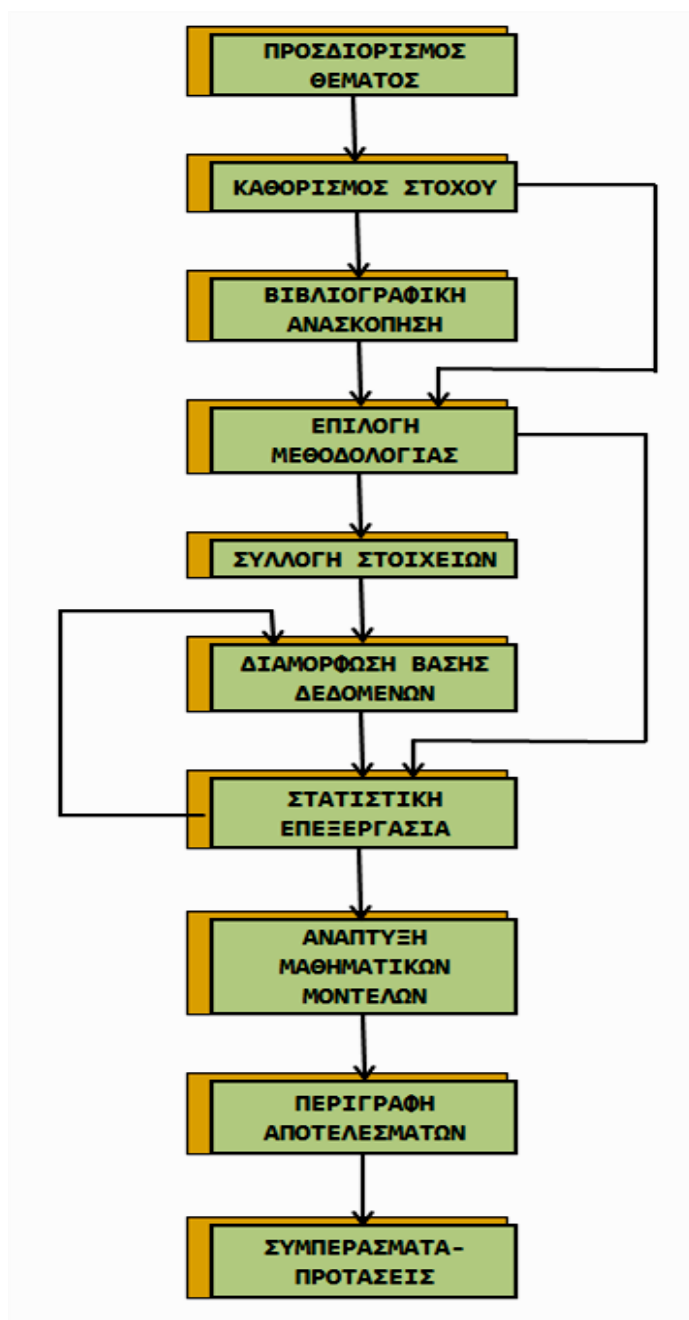 ΠΡΟΣΔΙΟΡΙΣΜΟΣ
ΘΕΜΑΤΟΣ
ΚΑΘΟΡΙΣΜΟΣ ΣΤΟΧΟΥ
ΒΙΒΛΙΟΓΡΑΦΙΚΗ
ΑΝΑΣΚΟΠΗΣΗ
ΕΠΙΛΟΓΗ
ΜΕΘΟΔΟΛΟΓΙΑΣ
ΣΥΛΛΟΓΗ ΣΤΟΙΧΕΙΩΝ
ΔΙΑΜΟΡΦΩΣΗ ΒΑΣΗΣ
ΔΕΔΟΜΕΝΩΝ
ΣΤΑΤΙΣΤΙΚΗ
ΕΠΕΞΕΡΓΑΣΙΑ
ΑΝΑΠΤΥΞΗ
ΜΑΘΗΜΑΤΙΚΩΝ
ΜΟΝΤΕΛΩΝ
ΠΕΡΙΓΡΑΦΗ
ΑΠΟΤΕΛΕΣΜΑΤΩΝ
ΣΥΜΠΕΡΑΣΜΑΤΑ-
ΠΡΟΤΑΣΕΙΣ